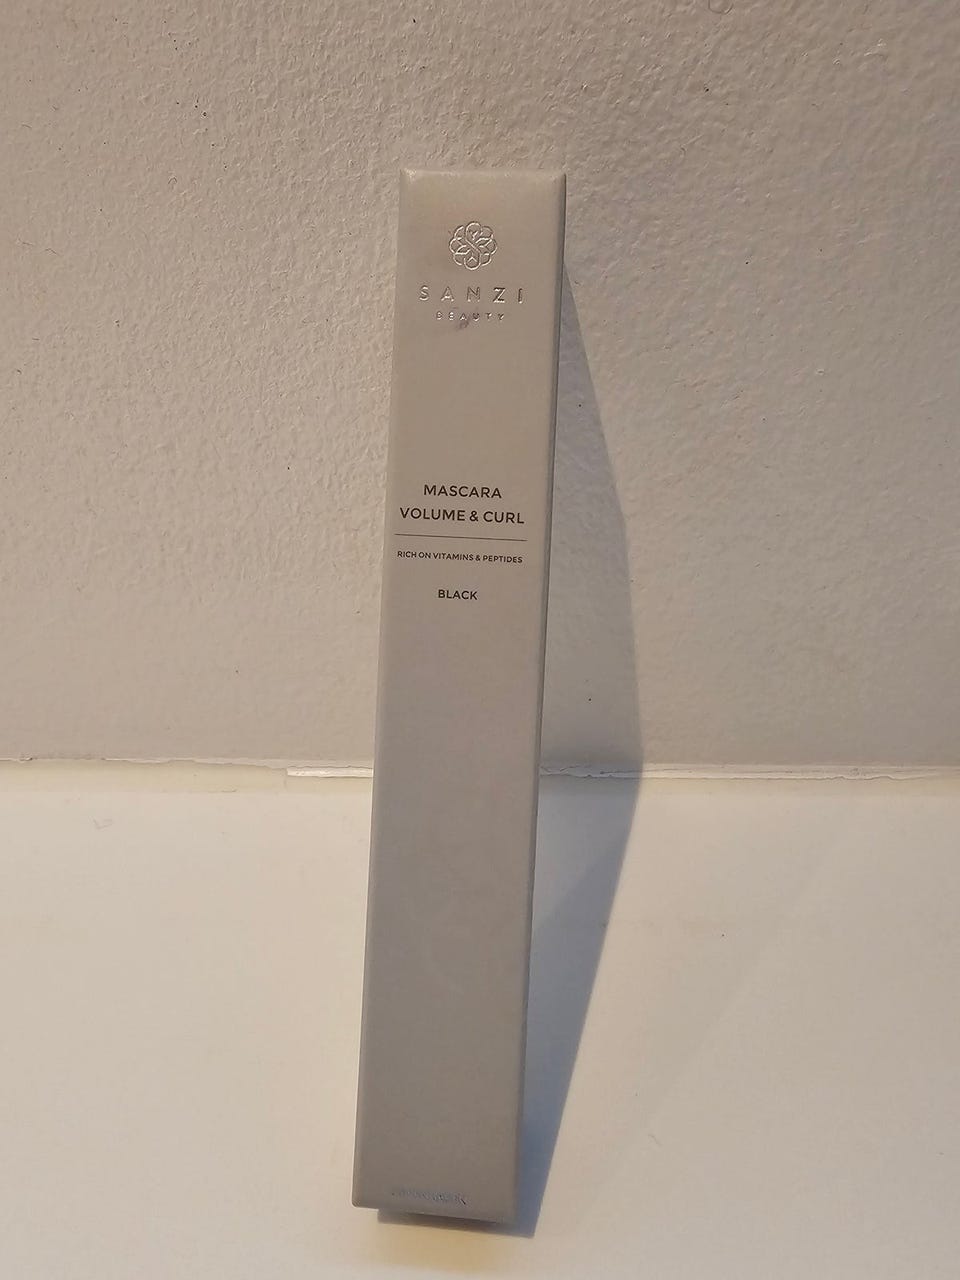 SANZI
BEAUTY
MASCARA
VOLUME & CURL
RICH ON VITAMINS & PEPTIDES
BLACK